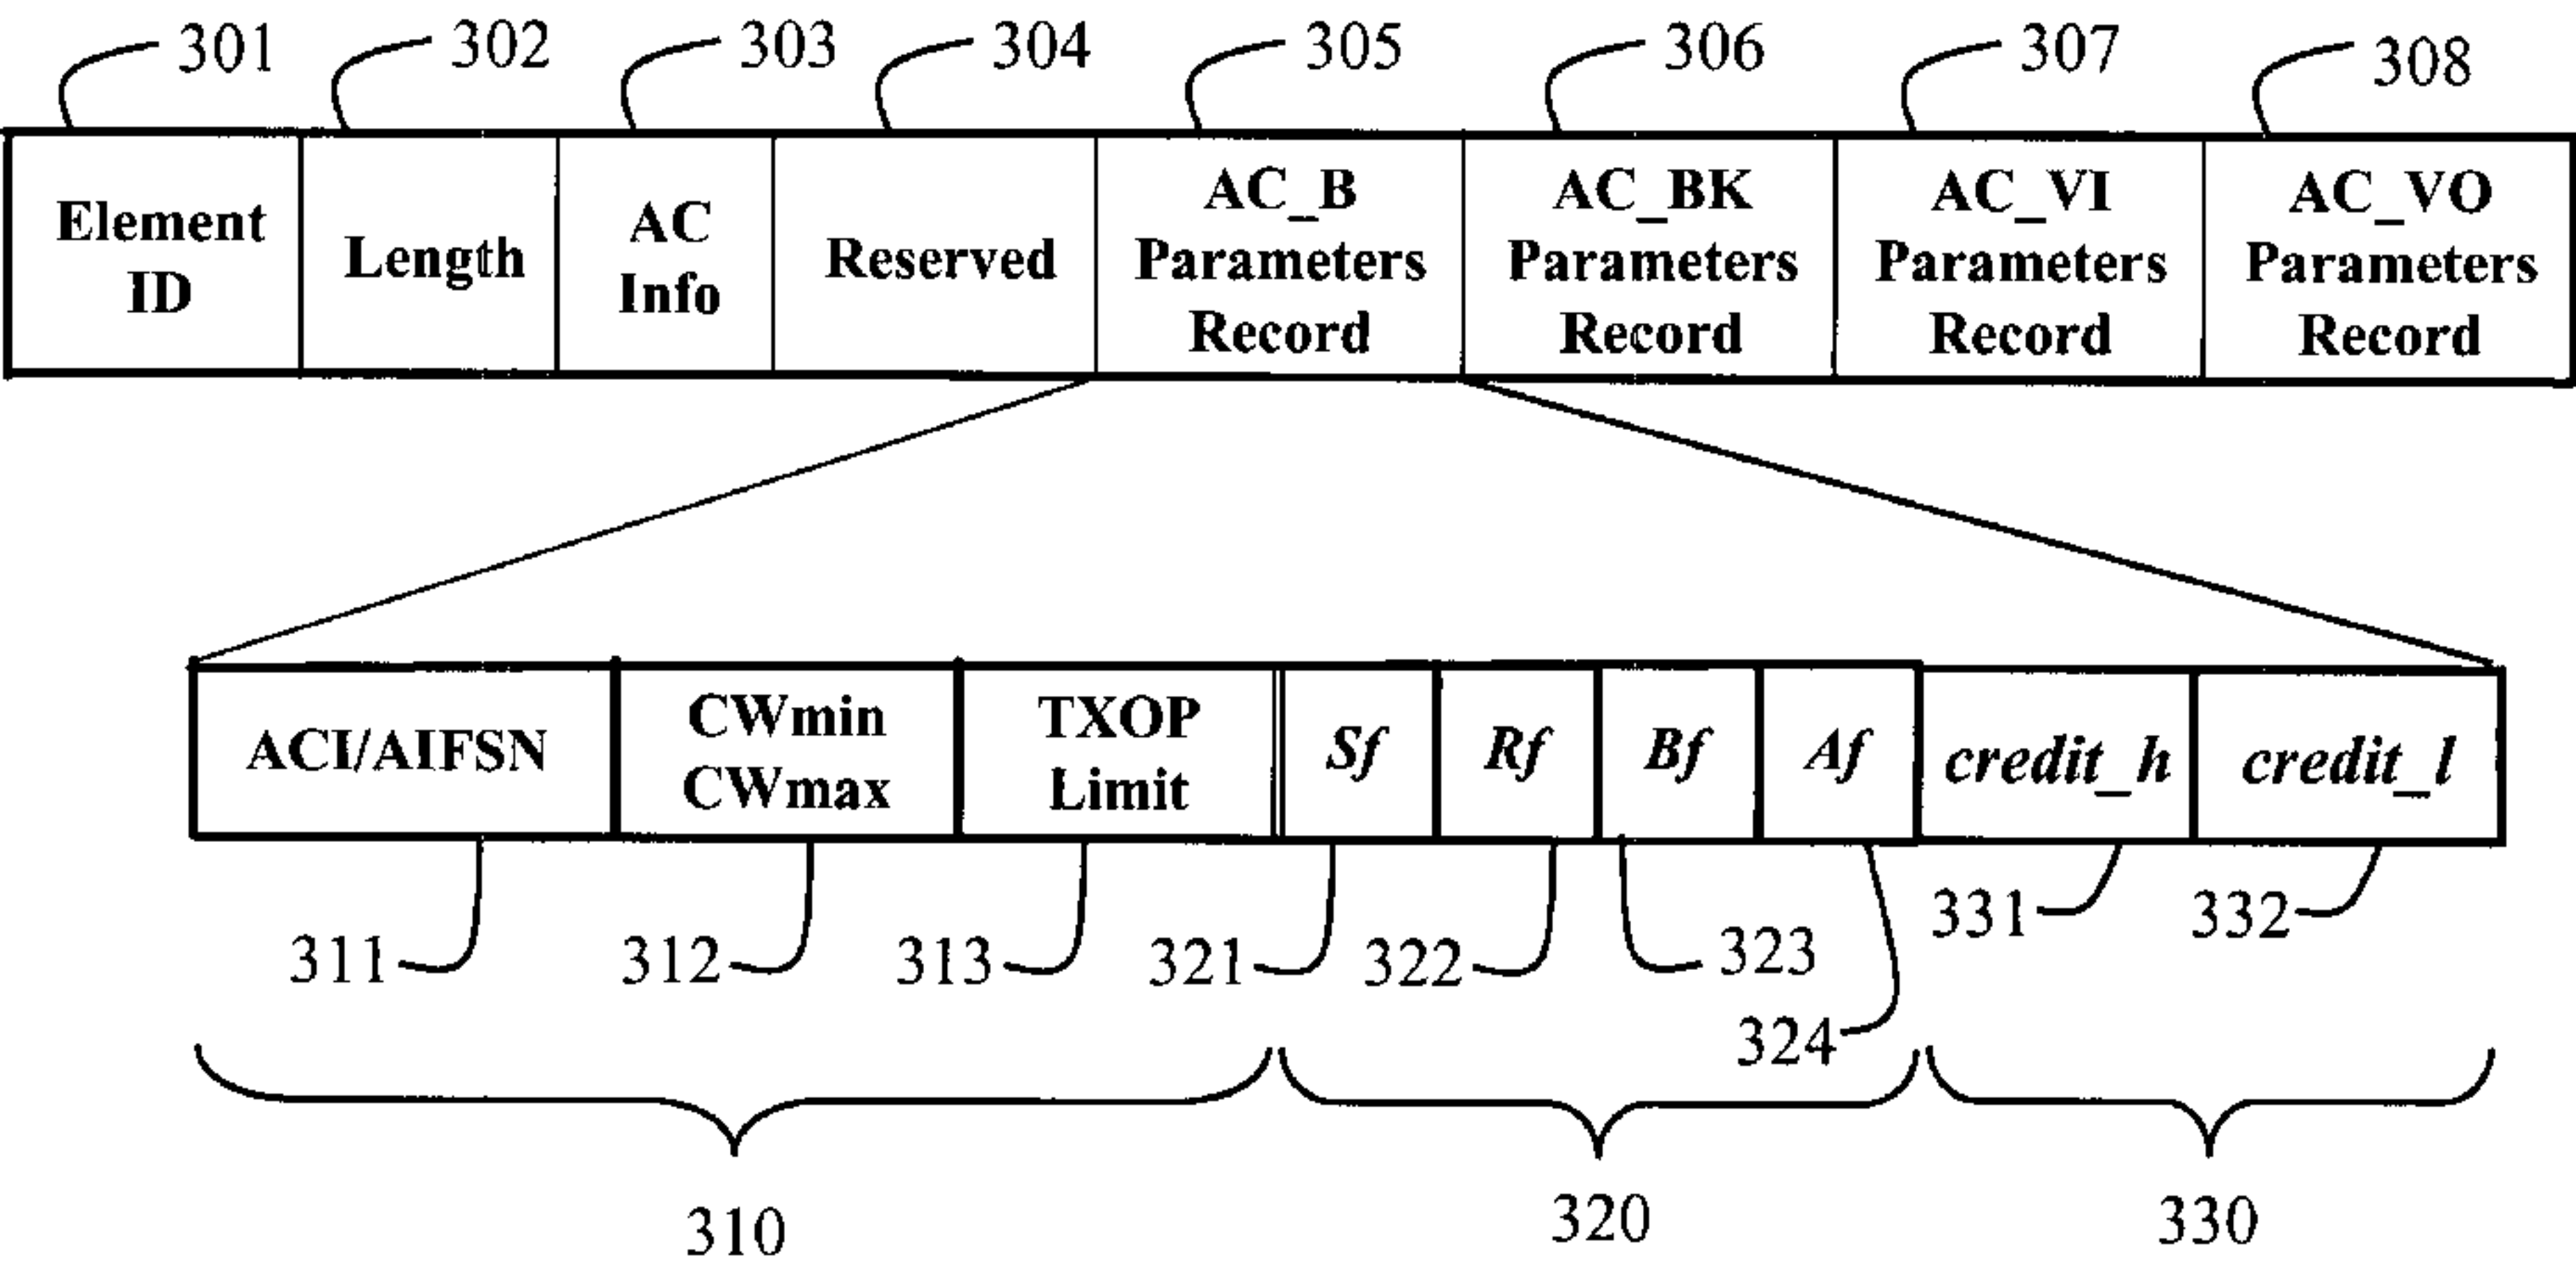 301 302 303 304 305 306 307 308
Element
ID
Length
AC
Info
Reserved
AC_B
Parameters
Record
AC_BK
Parameters
Record
AC_VI
Parameters
Record
AC_VO
Parameters
Record
ACI/AIFSN
CWmin
CWmax
TXOP
Limit
Sf
Rf
Bf
Af
credit_h
credit_l
311 312 313 321 322 323 324 331 332
310 320 330